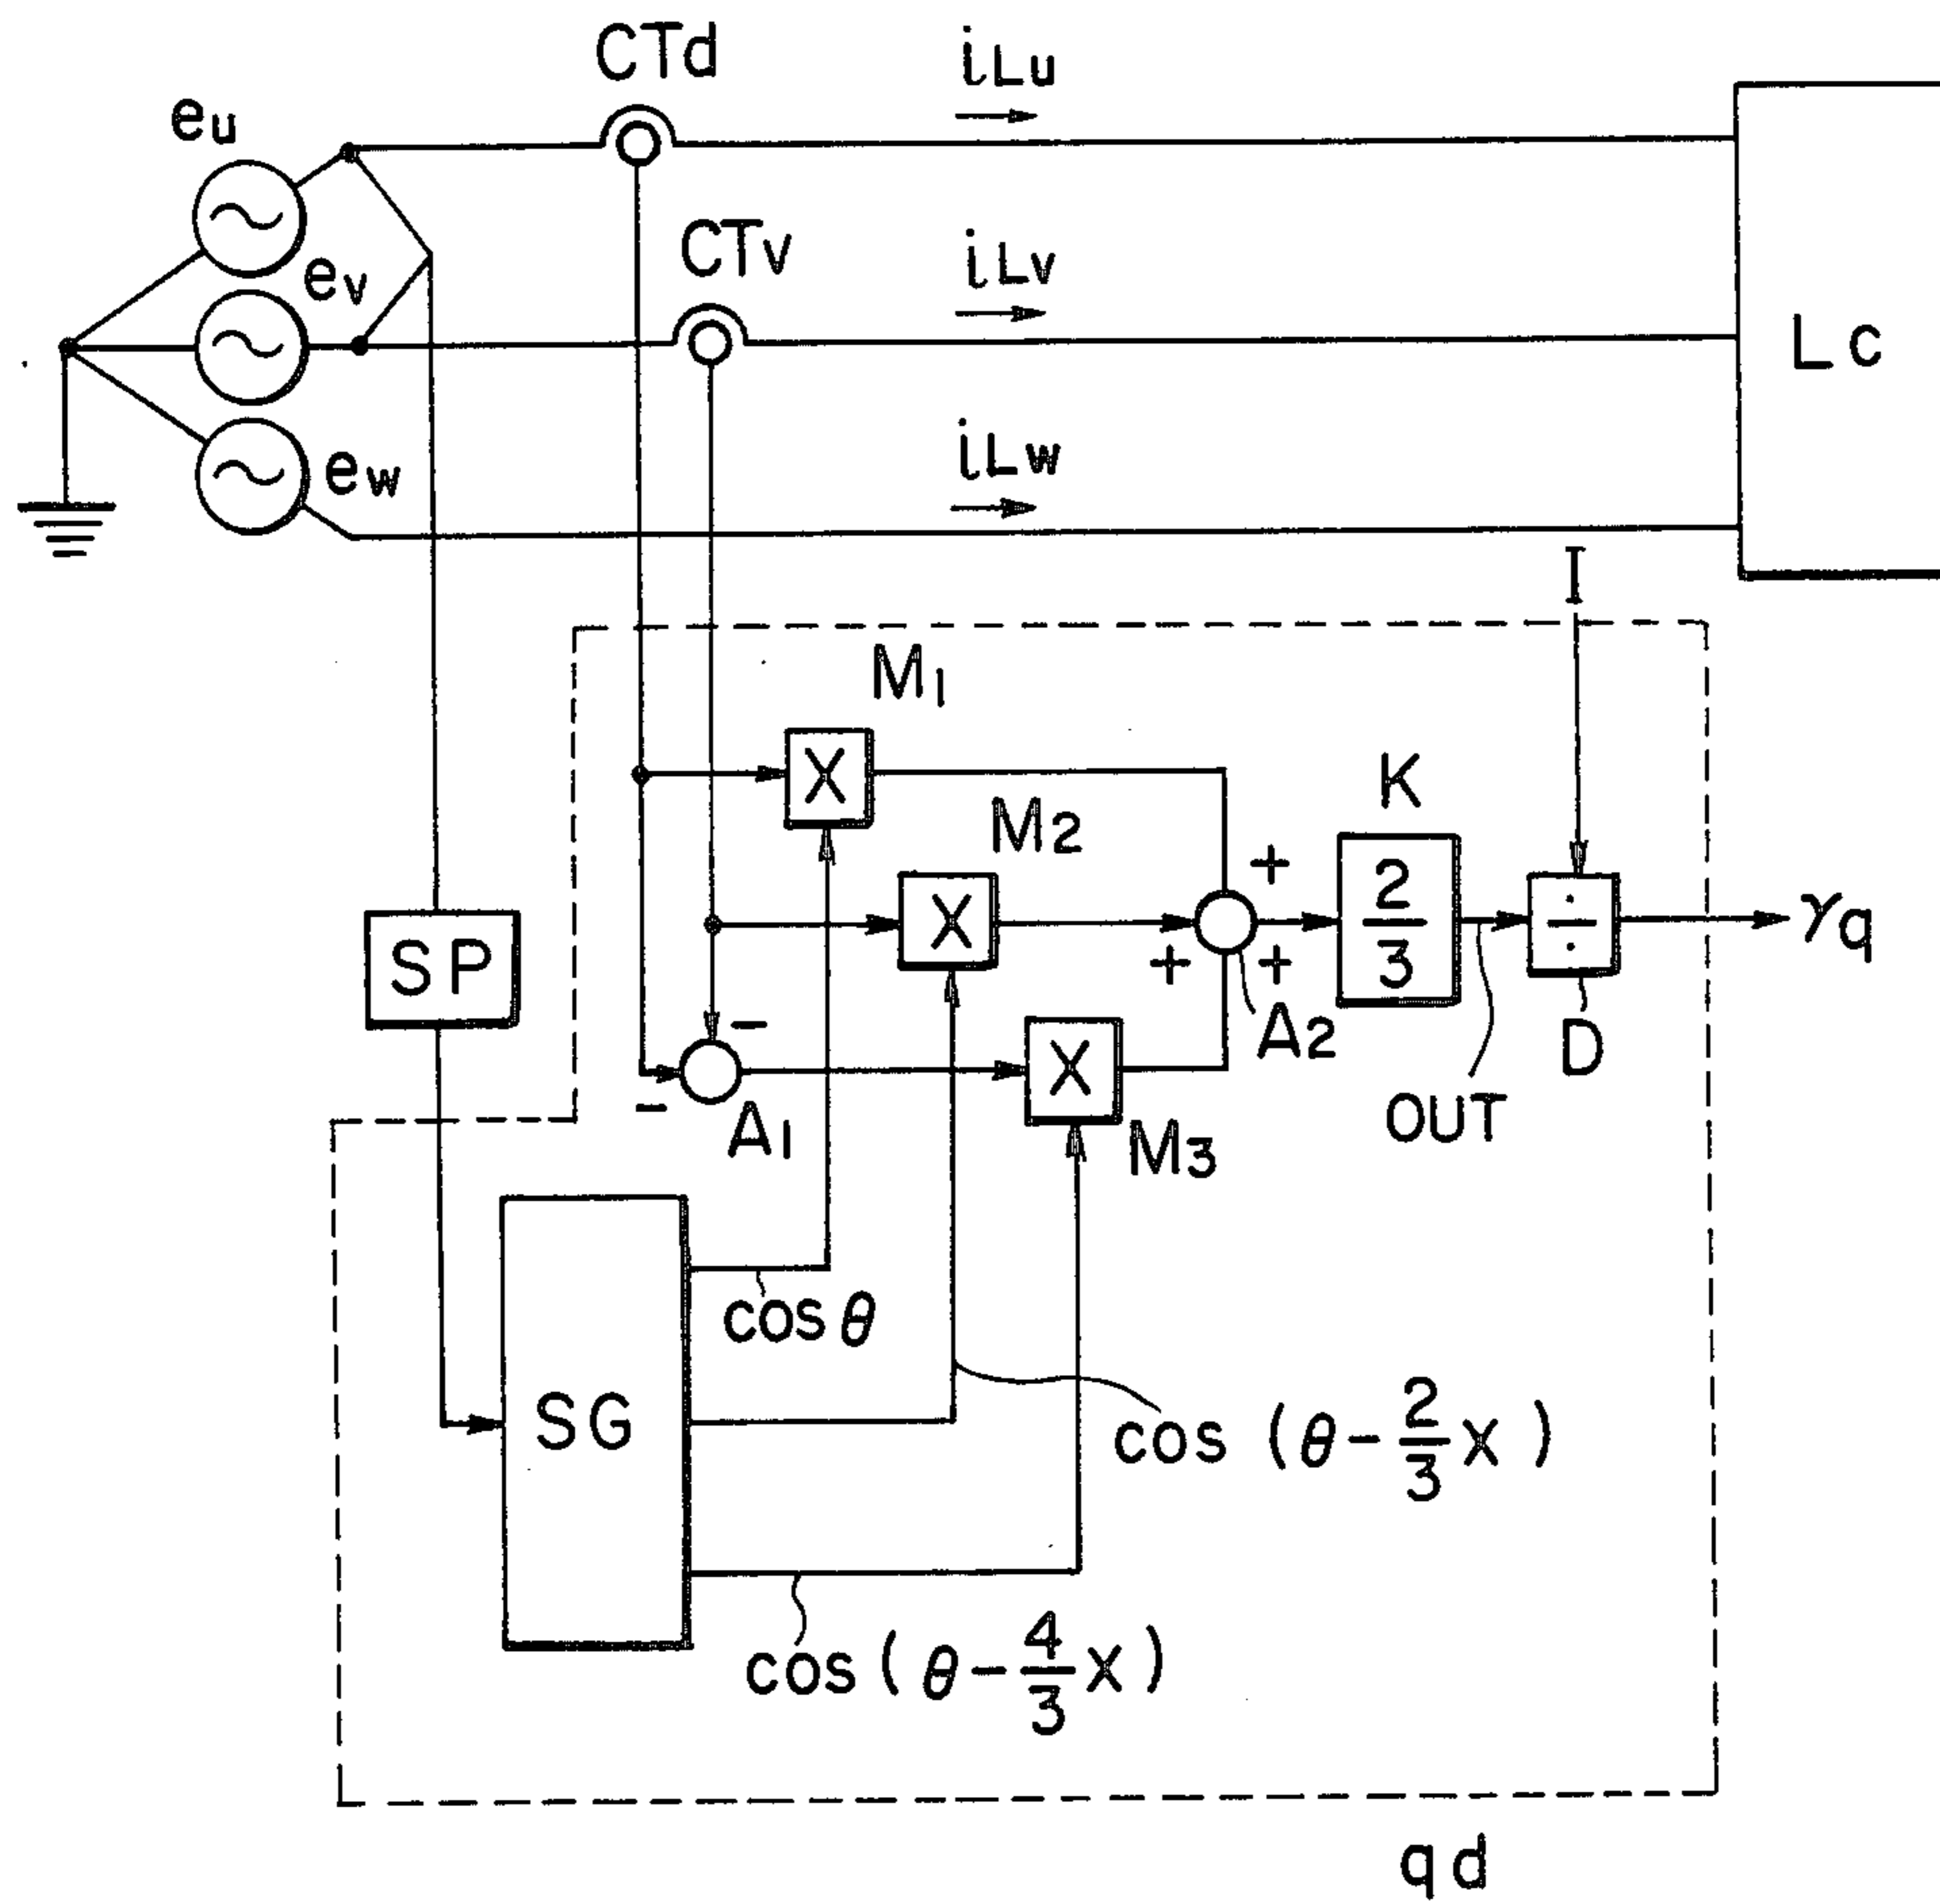 CTd
iLu
eu
CTv
iLv
ev
Lc
iLw
ew
I
M1
K
M2
+
2/3
÷
γq
X
X
SP
+ +
A2
D
-
X
OUT
-
A1
M3
cos θ
SG
cos (θ - 2/3 X)
cos (θ - 4/3 X)
qd